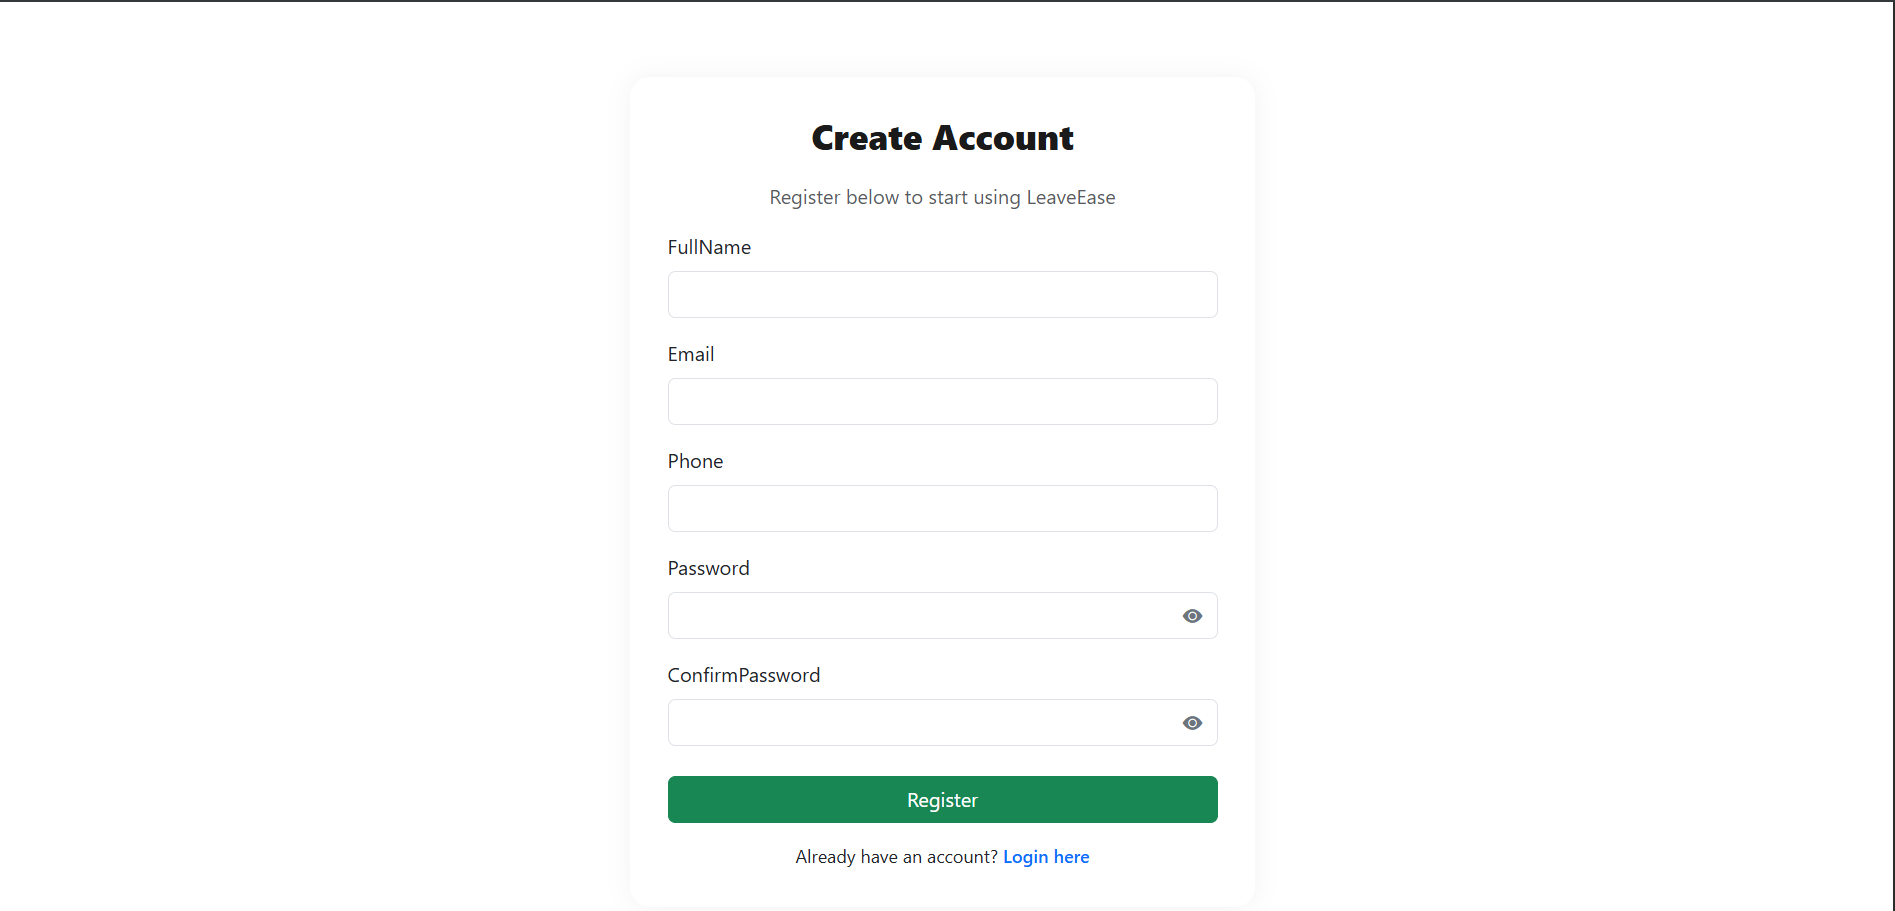 Create Account
Register below to start using LeaveEase
FullName
Email
Phone
Password
ConfirmPassword
Register
Already have an account? Login here